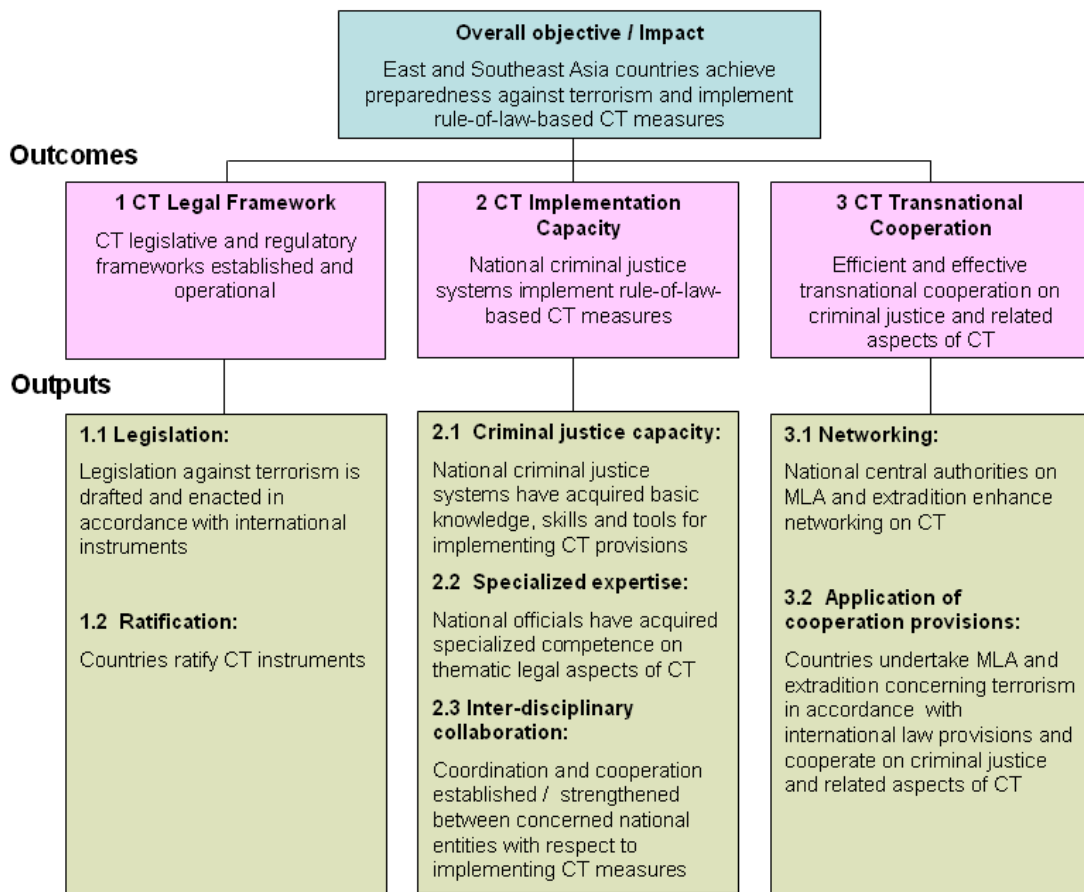 Overall objective / Impact
East and Southeast Asia countries achieve
preparedness against terrorism and implement
rule-of-law-based CT measures
Outcomes
1 CT Legal Framework
CT legislative and regulatory
frameworks established and
operational
2 CT Implementation
Capacity
National criminal justice
systems implement rule-of-law-
based CT measures
3 CT Transnational
Cooperation
Efficient and effective
transnational cooperation on
criminal justice and related
aspects of CT
Outputs
1.1 Legislation:
Legislation against terrorism is
drafted and enacted in
accordance with international
instruments
1.2 Ratification:
Countries ratify CT instruments
2.1 Criminal justice capacity:
National criminal justice
systems have acquired basic
knowledge, skills and tools for
implementing CT provisions
2.2 Specialized expertise:
National officials have acquired
specialized competence on
thematic legal aspects of CT
2.3 Inter-disciplinary
collaboration:
Coordination and cooperation
established / strengthened
between concerned national
entities with respect to
implementing CT measures
3.1 Networking:
National central authorities on
MLA and extradition enhance
networking on CT
3.2 Application of
cooperation provisions:
Countries undertake MLA and
extradition concerning terrorism
in accordance with
international law provisions and
cooperate on criminal justice
and related aspects of CT